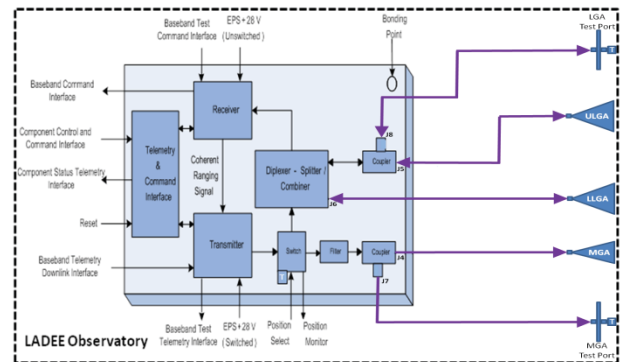 Baseband Test
Command Interface
EPS + 28 V
(Unswitched)
Bonding
Point
LGA
Test Port
T
Baseband Command
Interface
Receiver
ULGA
J8
Component Control and
Command Interface
Telemetry
&
Command
Interface
Coherent
Ranging
Signal
Diplexer - Splitter /
Combiner
Coupler
J5
Component Status Telemetry
Interface
J6
LLGA
Reset
Transmitter
Switch
Filter
Coupler
J4
MGA
Baseband Telemetry
Downlink Interface
T
J7
LADEE Observatory
Baseband Test
Telemetry Interface
EPS + 28 V
(Switched)
Position
Select
Position
Monitor
T
MGA
Test Port